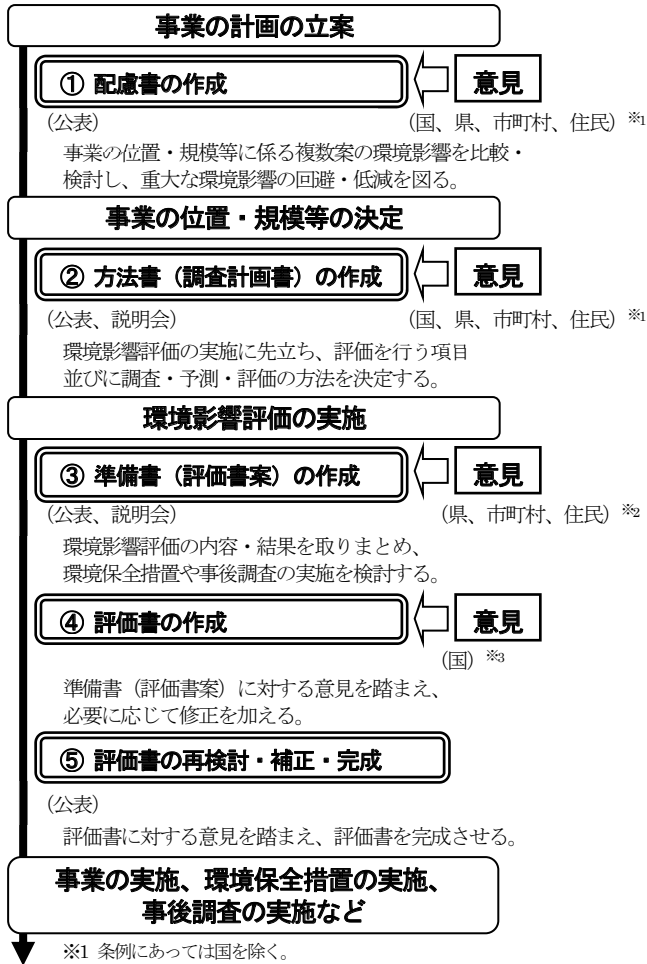 事業の計画の立案
① 配慮書の作成
意見
(公表)
(国、県、市町村、住民) ※1
事業の位置・規模等に係る複数案の環境影響を比較・
検討し、重大な環境影響の回避・低減を図る。
事業の位置・規模等の決定
② 方法書（調査計画書）の作成
意見
(公表、説明会)
(国、県、市町村、住民) ※1
環境影響評価の実施に先立ち、評価を行う項目
並びに調査・予測・評価の方法を決定する。
環境影響評価の実施
③ 準備書（評価書案）の作成
意見
(公表、説明会)
(県、市町村、住民) ※2
環境影響評価の内容・結果を取りまとめ、
環境保全措置や事後調査の実施を検討する。
④ 評価書の作成
意見
(国) ※3
準備書（評価書案）に対する意見を踏まえ、
必要に応じて修正を加える。
⑤ 評価書の再検討・補正・完成
(公表)
評価書に対する意見を踏まえ、評価書を完成させる。
事業の実施、環境保全措置の実施、
事後調査の実施など
※1 条例にあっては国を除く。